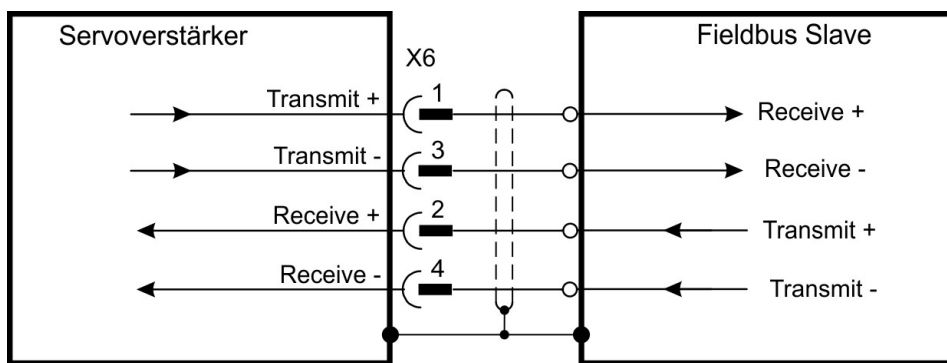 Servoverstärker
Fieldbus Slave
X6
Transmit +
1
Receive +
Transmit -
3
Receive -
Receive +
2
Transmit +
Receive -
4
Transmit -